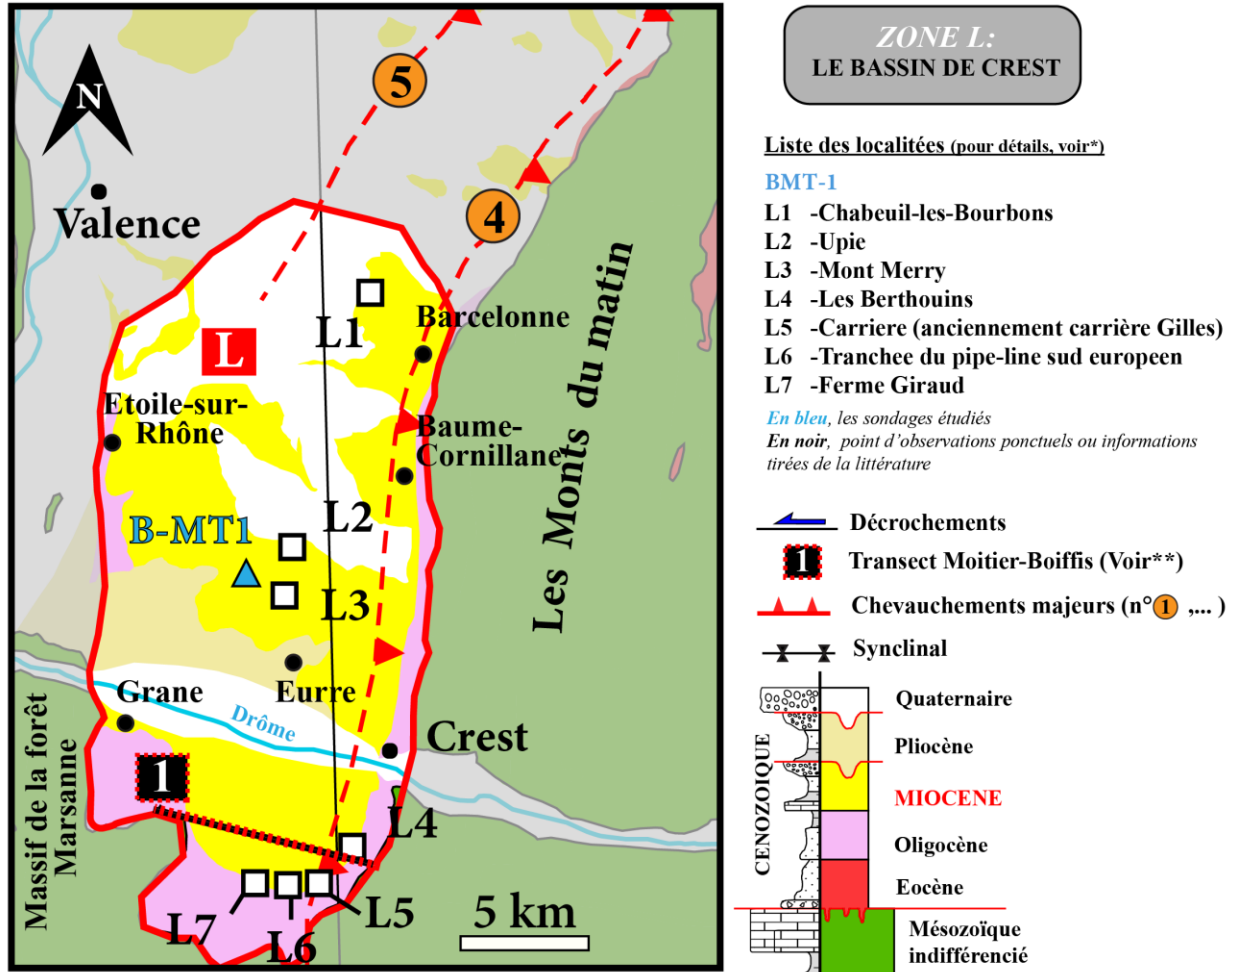 N
5
4
Valence
L1
Barcelonne
L
Etoile-sur-
Rhône
Baume-
Cornillane
Les Monts du matin
B-MT1
L2
L3
Grane
Eurre
Drôme
Crest
Massif de la forêt
Marsanne
1
L4
L5
L7
L6
5 km
ZONE L:
LE BASSIN DE CREST
Liste des localitées (pour détails, voir*)
BMT-1
L1 -Chabeuil-les-Bourbons
L2 -Upie
L3 -Mont Merry
L4 -Les Berthouins
L5 -Carriere (anciennement carrière Gilles)
L6 -Tranchee du pipe-line sud europeen
L7 -Ferme Giraud
En bleu, les sondages étudiés
En noir, point d'observations ponctuels ou informations
tirées de la littérature
Décrochements
1 Transect Moitier-Boiffis (Voir**)
Chevauchements majeurs (n°1 ,... )
Synclinal
CENOZOIQUE
Quaternaire
Pliocène
MIOCENE
Oligocène
Eocène
Mésozoïque
indifférencié